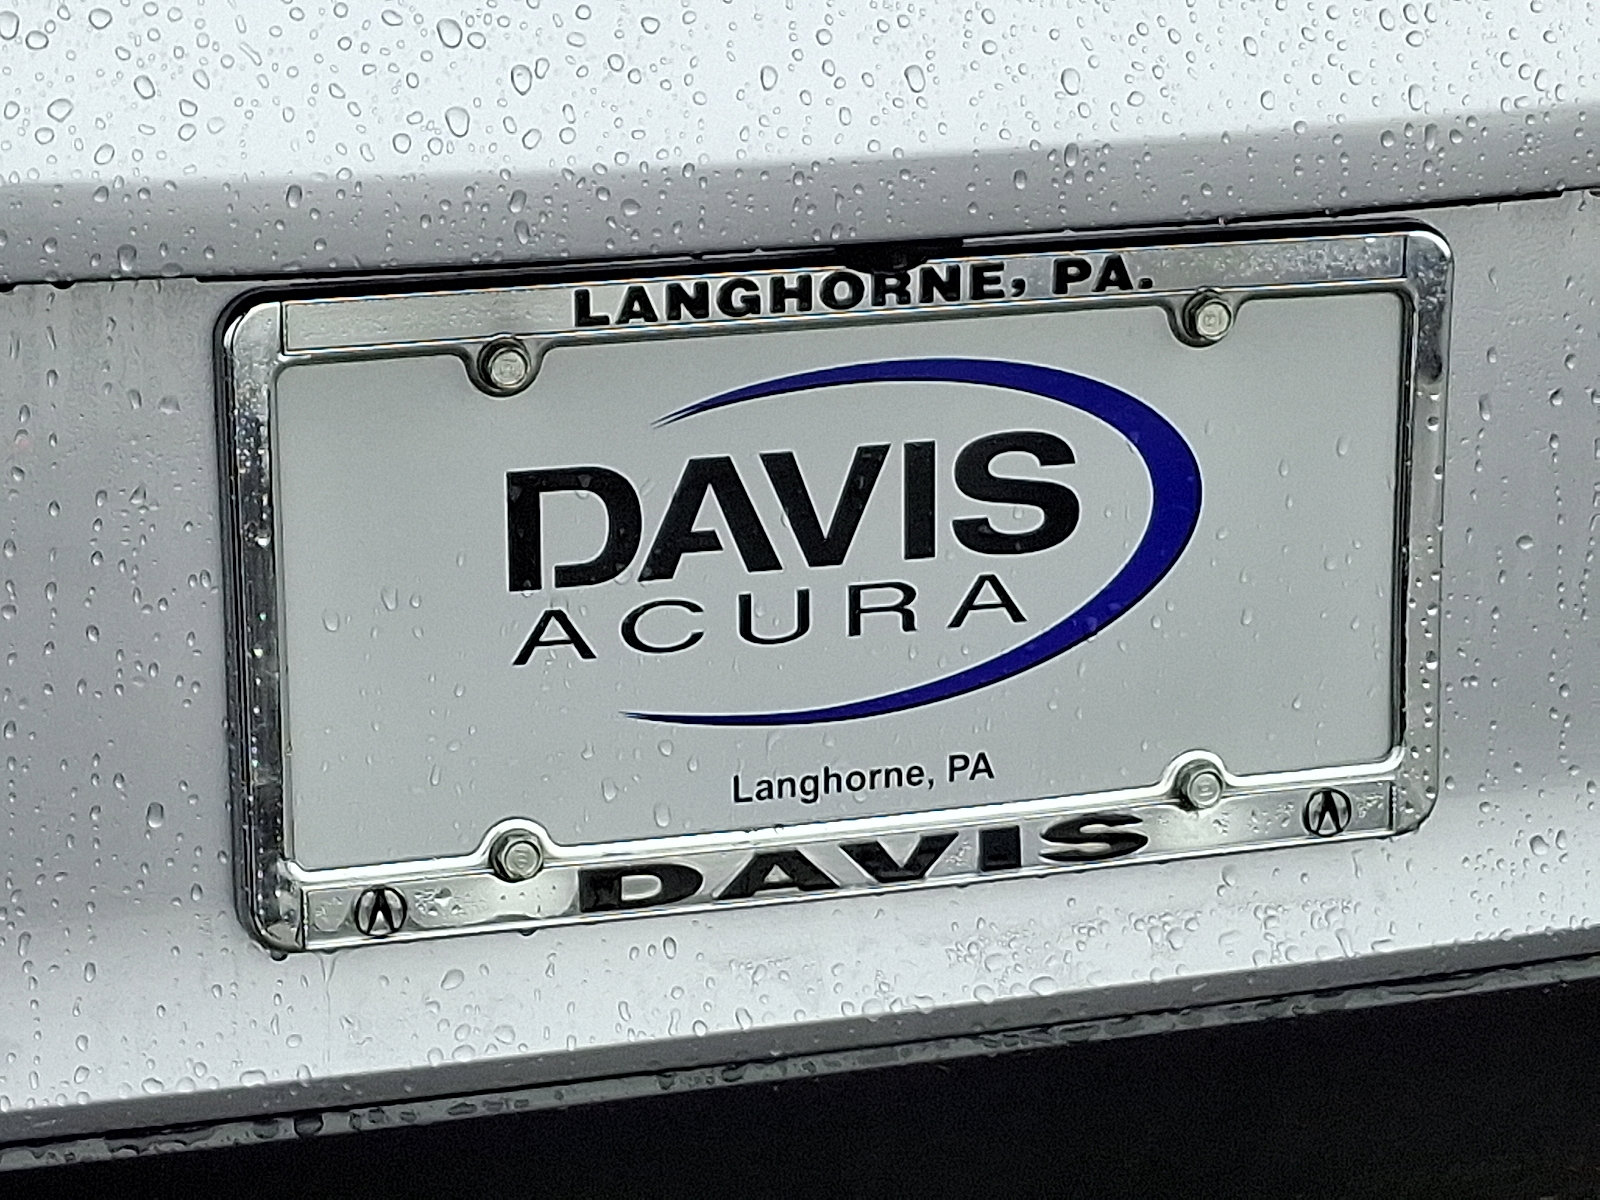 LANGHORNE, PA.
DAVIS
ACURA
Langhorne, PA
DAVIS